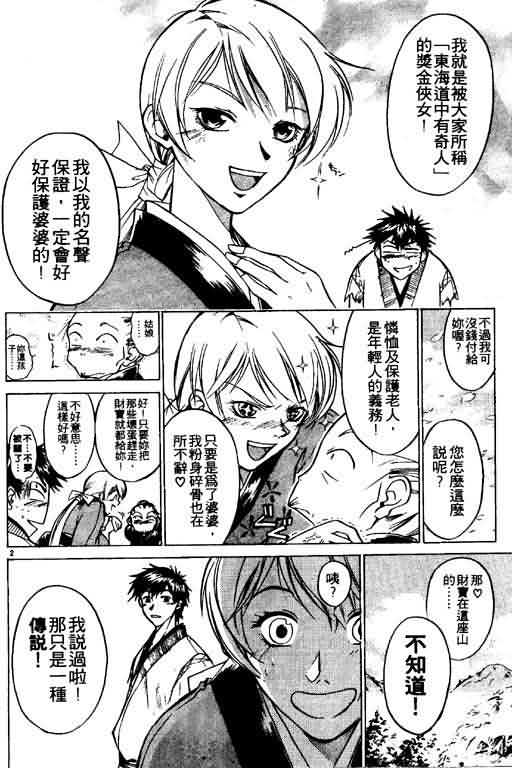 我就是被大家所稱
「東海道中有奇人」
的獎金俠女！
我以我的名聲
保證，一定會好
好保護婆婆的！
不過我可
沒錢付給
妳喔？
您怎麼這麼
說呢？
憐恤及保護老人
是年輕人的義務！
只要是為了婆婆，
我粉身碎骨也在
所不辭♡
姑娘
……
妳這孩
子……
好！只要妳把
那些壞蛋趕走，
財寶就都給妳……
不好意思……
這樣好嗎？
不…不要
被騙了……
2
那♡
財寶在這座山
的……
不知道！
咦？
我說過啦！
那只是一種
傳說！